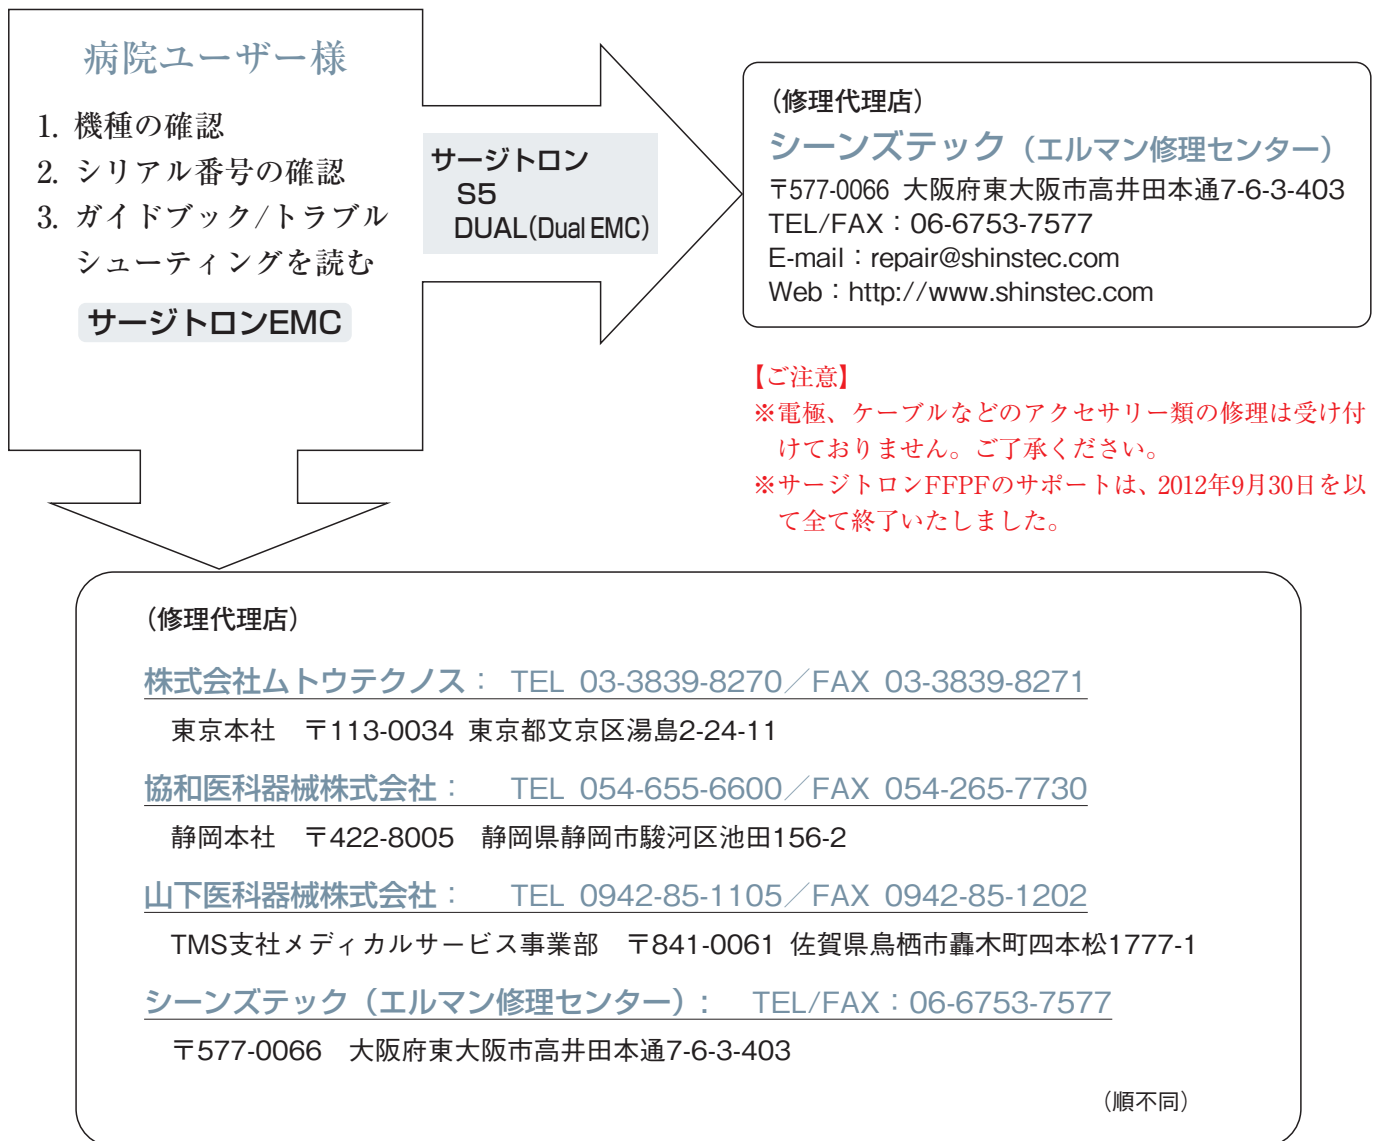 病院ユーザー様
1. 機種の確認
2. シリアル番号の確認
3. ガイドブック/トラブル
シューティングを読む
サージトロンEMC
サージトロン
S5
DUAL(Dual EMC)
（修理代理店）
シーンズテック（エルマン修理センター）
〒577-0066 大阪府東大阪市高井田本通7-6-3-403
TEL/FAX：06-6753-7577
E-mail：repair@shinstec.com
Web：http://www.shinstec.com
【ご注意】
※電極、ケーブルなどのアクセサリー類の修理は受け付
けておりません。ご了承ください。
※サージトロンFFPFのサポートは、2012年9月30日を以
て全て終了いたしました。
（修理代理店）
株式会社ムトウテクノス： TEL 03-3839-8270／FAX 03-3839-8271
東京本社　〒113-0034 東京都文京区湯島2-24-11
協和医科器械株式会社：　TEL 054-655-6600／FAX 054-265-7730
静岡本社　〒422-8005　静岡県静岡市駿河区池田156-2
山下医科器械株式会社：　TEL 0942-85-1105／FAX 0942-85-1202
TMS支社メディカルサービス事業部　〒841-0061 佐賀県鳥栖市轟木町四本松1777-1
シーンズテック（エルマン修理センター）:　TEL/FAX：06-6753-7577
〒577-0066　大阪府東大阪市高井田本通7-6-3-403
（順不同）